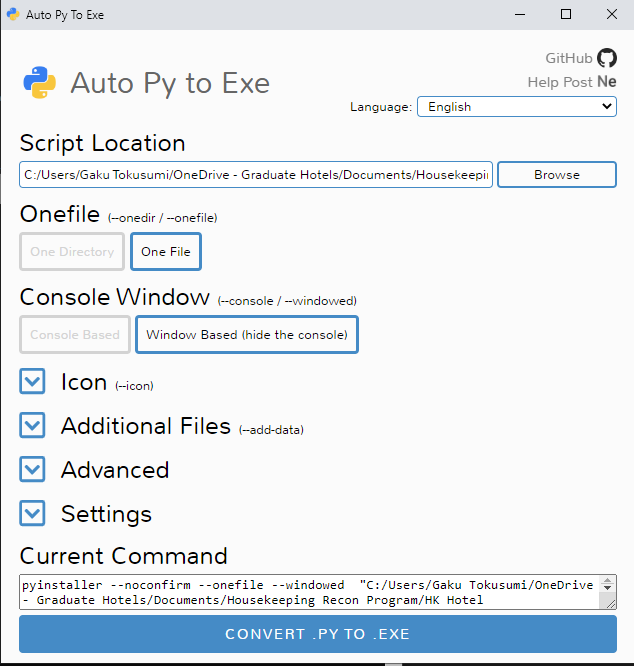 Auto Py To Exe
GitHub
Auto Py to Exe
Help Post Ne
Language: English
Script Location
C:/Users/Gaku Tokusumi/OneDrive - Graduate Hotels/Documents/Housekeepin Browse
Onefile (--onedir / --onefile)
One Directory One File
Console Window (--console / --windowed)
Console Based Window Based (hide the console)
Icon (--icon)
Additional Files (--add-data)
Advanced
Settings
Current Command
pyinstaller --noconfirm --onefile --windowed "C:/Users/Gaku Tokusumi/OneDrive
- Graduate Hotels/Documents/Housekeeping Recon Program/HK Hotel
CONVERT .PY TO .EXE